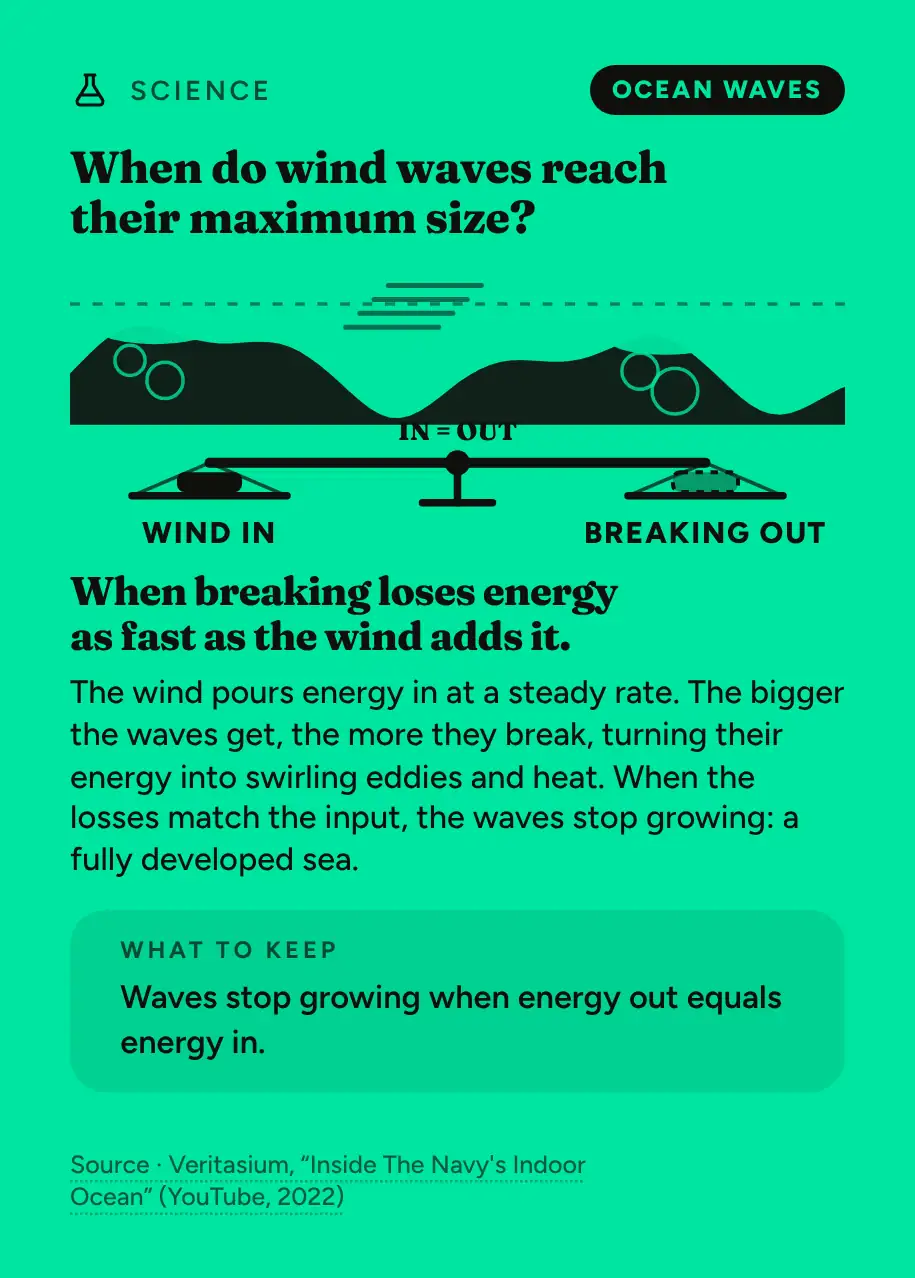 SCIENCE
OCEAN WAVES
When do wind waves reach
their maximum size?
IN = OUT
WIND IN
BREAKING OUT
When breaking loses energy
as fast as the wind adds it.
The wind pours energy in at a steady rate. The bigger
the waves get, the more they break, turning their
energy into swirling eddies and heat. When the
losses match the input, the waves stop growing: a
fully developed sea.
WHAT TO KEEP
Waves stop growing when energy out equals
energy in.
Source · Veritasium, “Inside The Navy's Indoor
Ocean” (YouTube, 2022)